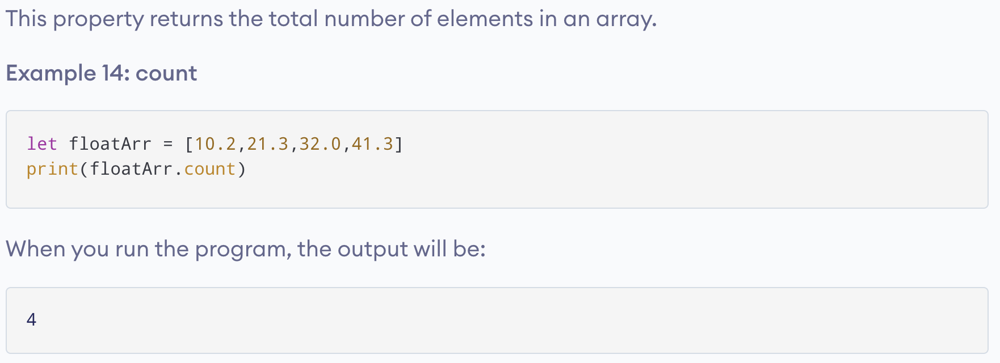 This property returns the total number of elements in an array.
Example 14: count
let floatArr = [10.2,21.3,32.0,41.3]
print(floatArr.count)
When you run the program, the output will be:
4